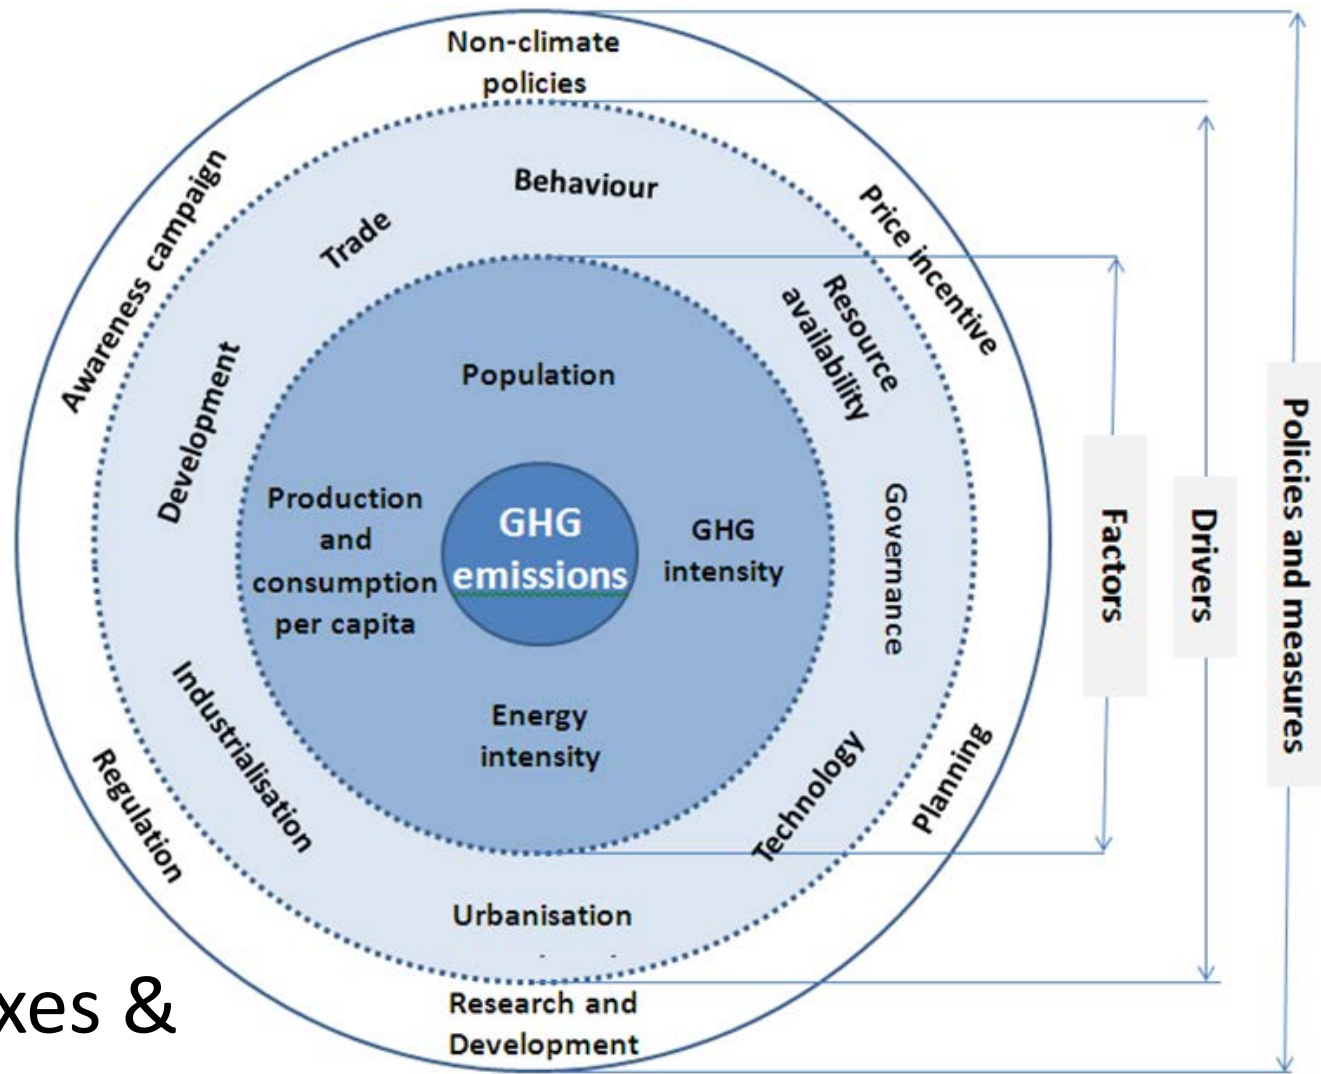 Non-climate
policies
Awareness campaign
Price incentive
Behaviour
Trade
Resource
availability
Development
Population
Production
and
consumption
per capita
GHG
emissions
GHG
intensity
Governance
Factors
Drivers
Policies and measures
Industrialisation
Energy
intensity
Technology
Planning
Regulation
Urbanisation
Research and
Development
xes &